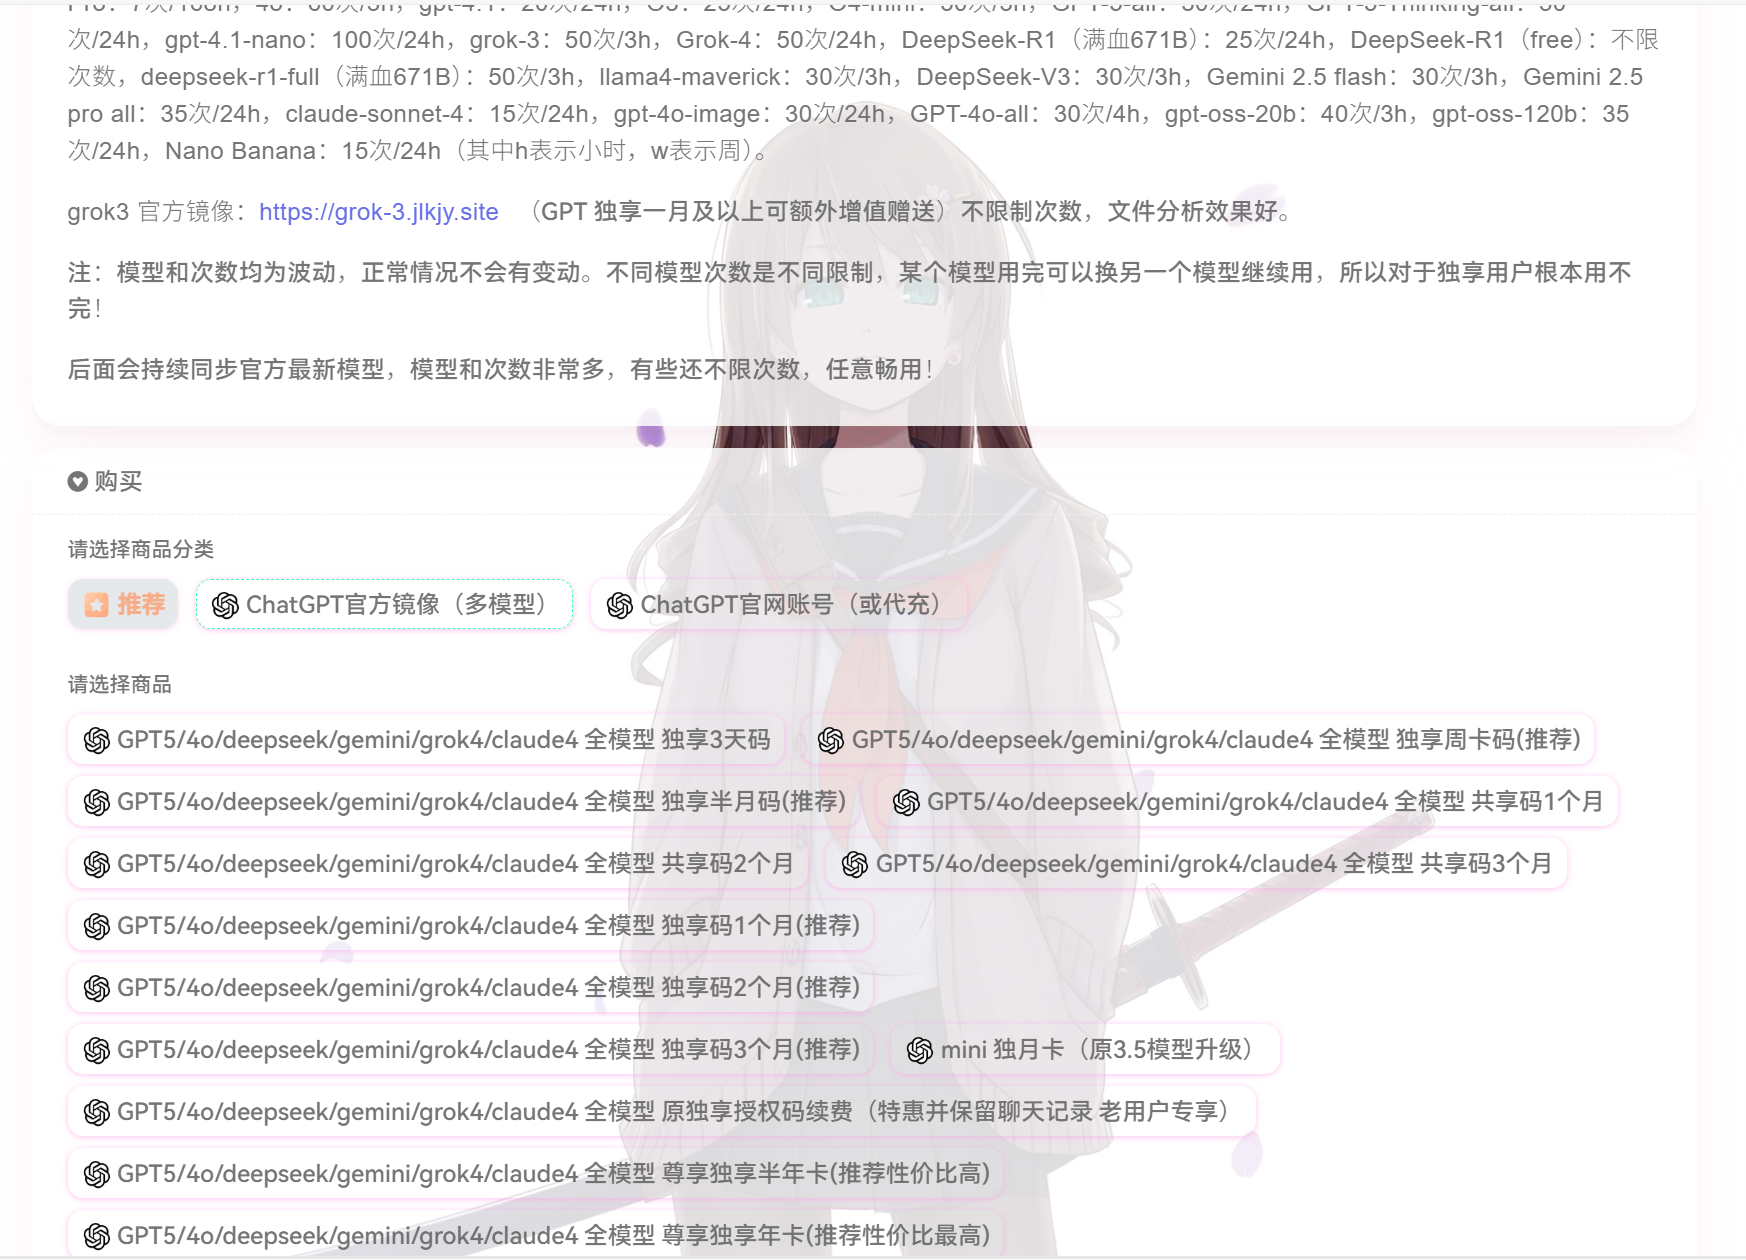 次/24h，gpt-4.1-nano：100次/24h，grok-3：50次/3h，Grok-4：50次/24h，DeepSeek-R1（满血671B）：25次/24h，DeepSeek-R1（free）：不限
次数，deepseek-r1-full（满血671B）：50次/3h，llama4-maverick：30次/3h，DeepSeek-V3：30次/3h，Gemini 2.5 flash：30次/3h，Gemini 2.5
pro all：35次/24h，claude-sonnet-4：15次/24h，gpt-4o-image：30次/24h，GPT-4o-all：30次/4h，gpt-oss-20b：40次/3h，gpt-oss-120b：35
次/24h，Nano Banana：15次/24h（其中h表示小时，w表示周）。
grok3 官方镜像：https://grok-3.jlkjy.site （GPT 独享一月及以上可额外增值赠送）不限制次数，文件分析效果好。
注：模型和次数均为波动，正常情况不会有变动。不同模型次数是不同限制，某个模型用完可以换另一个模型继续用，所以对于独享用户根本用不
完！
后面会持续同步官方最新模型，模型和次数非常多，有些还不限次数，任意畅用！
购买
请选择商品分类
推荐 ChatGPT官方镜像（多模型） ChatGPT官网账号（或代充）
请选择商品
GPT5/4o/deepseek/gemini/grok4/claude4 全模型 独享3天码 GPT5/4o/deepseek/gemini/grok4/claude4 全模型 独享周卡码(推荐)
GPT5/4o/deepseek/gemini/grok4/claude4 全模型 独享半月码(推荐) GPT5/4o/deepseek/gemini/grok4/claude4 全模型 共享码1个月
GPT5/4o/deepseek/gemini/grok4/claude4 全模型 共享码2个月 GPT5/4o/deepseek/gemini/grok4/claude4 全模型 共享码3个月
GPT5/4o/deepseek/gemini/grok4/claude4 全模型 独享码1个月(推荐)
GPT5/4o/deepseek/gemini/grok4/claude4 全模型 独享码2个月(推荐)
GPT5/4o/deepseek/gemini/grok4/claude4 全模型 独享码3个月(推荐) mini 独月卡（原3.5模型升级）
GPT5/4o/deepseek/gemini/grok4/claude4 全模型 原独享授权码续费（特惠并保留聊天记录 老用户专享）
GPT5/4o/deepseek/gemini/grok4/claude4 全模型 尊享独享半年卡(推荐性价比高)
GPT5/4o/deepseek/gemini/grok4/claude4 全模型 尊享独享年卡(推荐性价比最高)